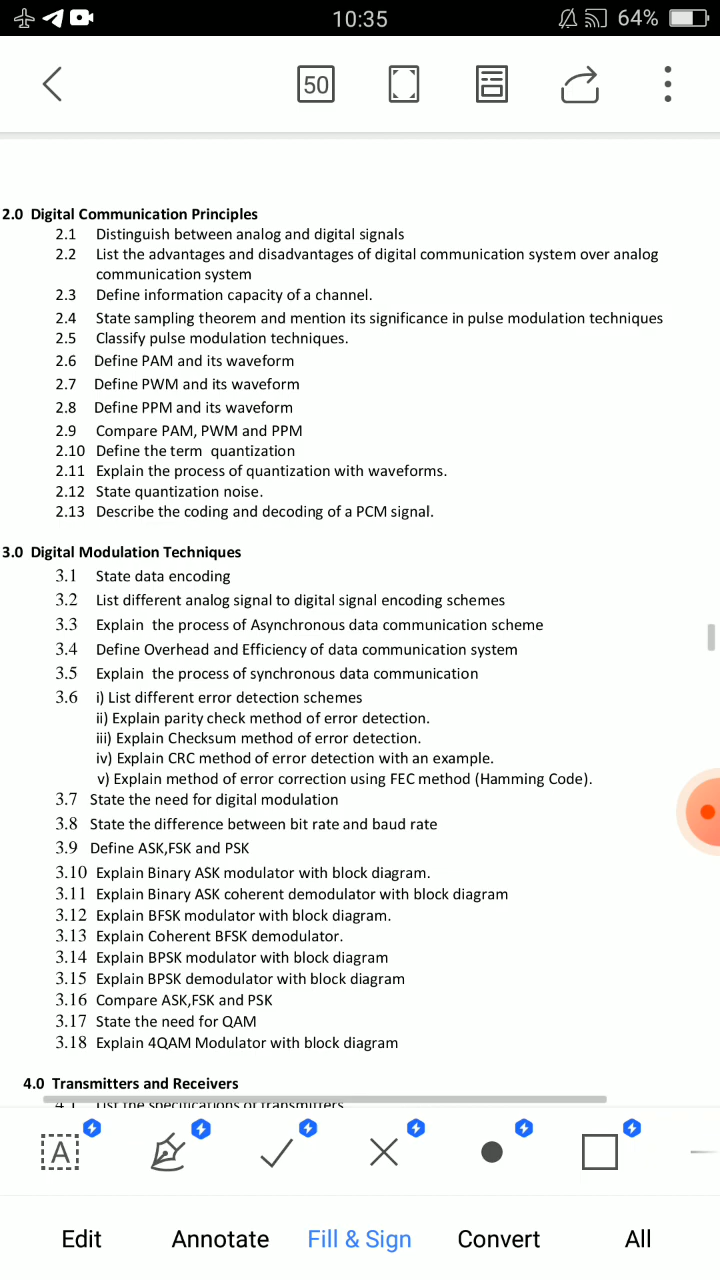 10:35
64%
50
2.0 Digital Communication Principles
2.1 Distinguish between analog and digital signals
2.2 List the advantages and disadvantages of digital communication system over analog
communication system
2.3 Define information capacity of a channel.
2.4 State sampling theorem and mention its significance in pulse modulation techniques
2.5 Classify pulse modulation techniques.
2.6 Define PAM and its waveform
2.7 Define PWM and its waveform
2.8 Define PPM and its waveform
2.9 Compare PAM, PWM and PPM
2.10 Define the term quantization
2.11 Explain the process of quantization with waveforms.
2.12 State quantization noise.
2.13 Describe the coding and decoding of a PCM signal.
3.0 Digital Modulation Techniques
3.1 State data encoding
3.2 List different analog signal to digital signal encoding schemes
3.3 Explain the process of Asynchronous data communication scheme
3.4 Define Overhead and Efficiency of data communication system
3.5 Explain the process of synchronous data communication
3.6 i) List different error detection schemes
ii) Explain parity check method of error detection.
iii) Explain Checksum method of error detection.
iv) Explain CRC method of error detection with an example.
v) Explain method of error correction using FEC method (Hamming Code).
3.7 State the need for digital modulation
3.8 State the difference between bit rate and baud rate
3.9 Define ASK,FSK and PSK
3.10 Explain Binary ASK modulator with block diagram.
3.11 Explain Binary ASK coherent demodulator with block diagram
3.12 Explain BFSK modulator with block diagram.
3.13 Explain Coherent BFSK demodulator.
3.14 Explain BPSK modulator with block diagram
3.15 Explain BPSK demodulator with block diagram
3.16 Compare ASK,FSK and PSK
3.17 State the need for QAM
3.18 Explain 4QAM Modulator with block diagram
4.0 Transmitters and Receivers
4.1 List the specifications of transmitters
A
Edit Annotate Fill & Sign Convert All